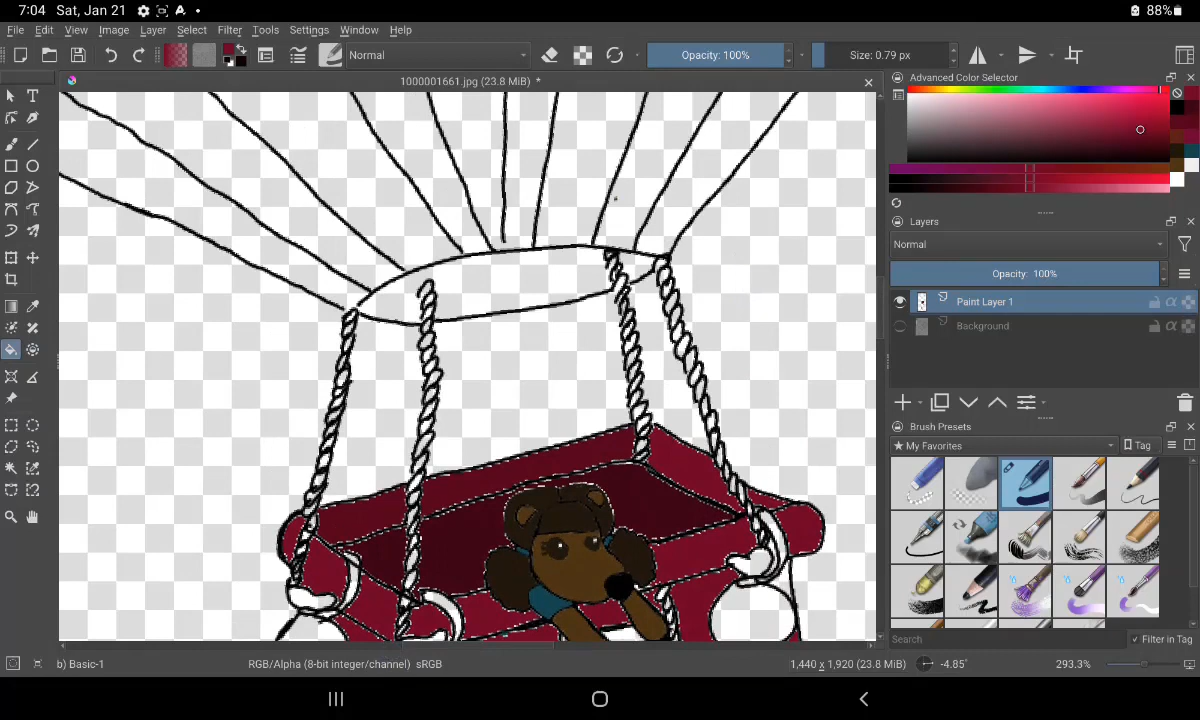 7:04 Sat, Jan 21 88%
File Edit View Image Layer Select Filter Tools Settings Window Help
Normal Opacity: 100% Size: 0.79 px
1000001661.jpg (23.8 MiB) *
Advanced Color Selector
Layers
Normal
Opacity: 100%
Paint Layer 1
Background
Brush Presets
★ My Favorites Tag
Search Filter in Tag
b) Basic-1 RGB/Alpha (8-bit integer/channel) sRGB 1,440 x 1,920 (23.8 MiB) -4.85° 293.3%